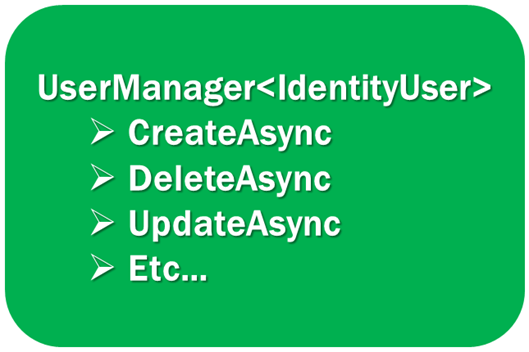 UserManager<IdentityUser>
➢ CreateAsync
➢ DeleteAsync
➢ UpdateAsync
➢ Etc...